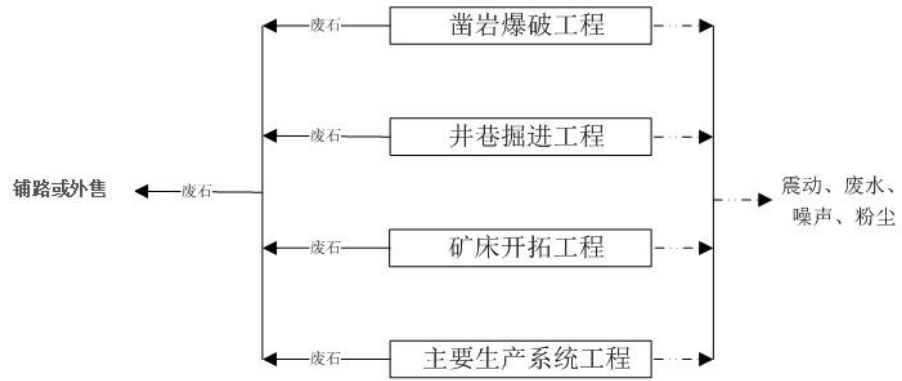 废石
凿岩爆破工程
废石
井巷掘进工程
铺路或外售
废石
震动、废水、
噪声、粉尘
废石
矿床开拓工程
废石
主要生产系统工程